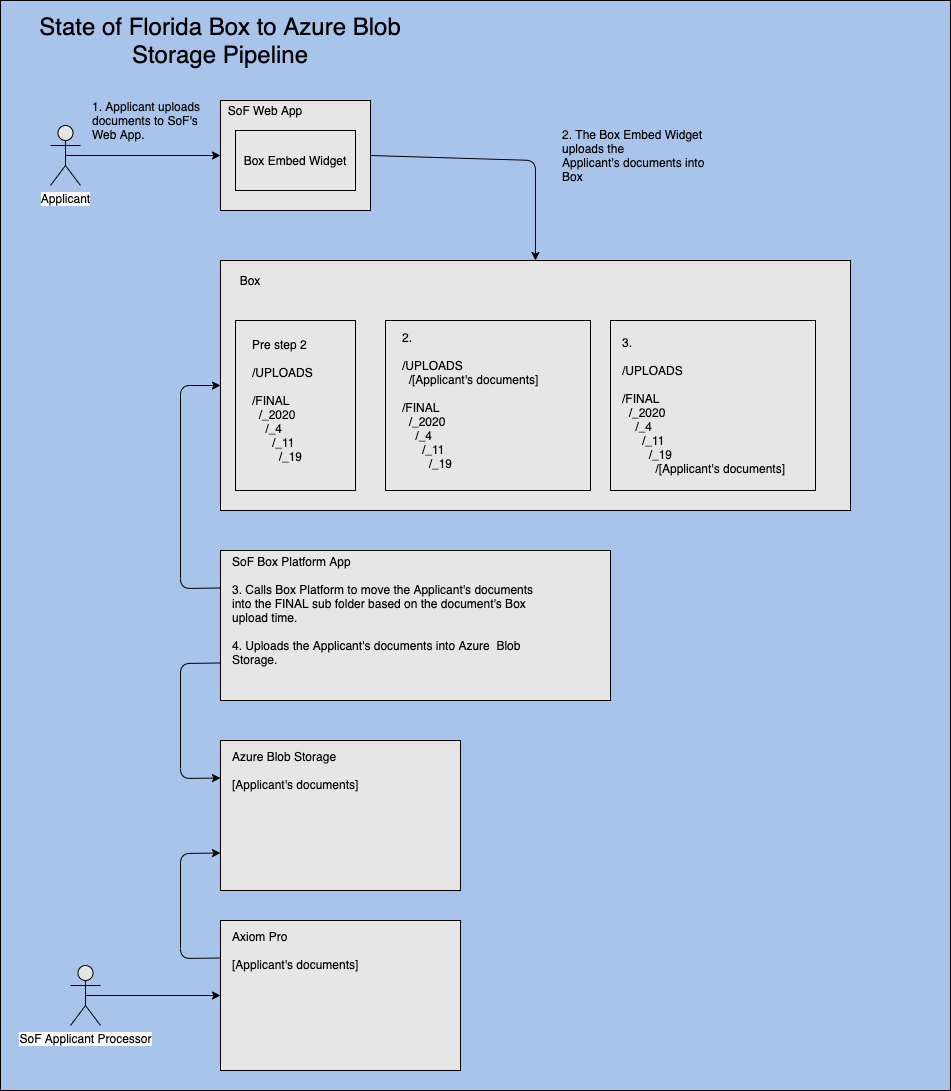 State of Florida Box to Azure Blob
Storage Pipeline
1. Applicant uploads
documents to SoF's
Web App.
Applicant
SoF Web App
Box Embed Widget
2. The Box Embed Widget
uploads the
Applicant's documents into
Box
Box
Pre step 2
/UPLOADS
/FINAL
/_2020
/_4
/_11
/_19
2.
/UPLOADS
/[Applicant's documents]
/FINAL
/_2020
/_4
/_11
/_19
3.
/UPLOADS
/FINAL
/_2020
/_4
/_11
/_19
/[Applicant's documents]
SoF Box Platform App
3. Calls Box Platform to move the Applicant's documents
into the FINAL sub folder based on the document's Box
upload time.
4. Uploads the Applicant's documents into Azure  Blob
Storage.
Azure Blob Storage
[Applicant's documents]
Axiom Pro
[Applicant's documents]
SoF Applicant Processor